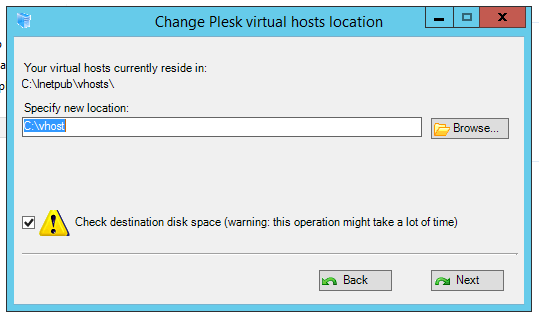 Change Plesk virtual hosts location
Your virtual hosts currently reside in:
C:\Inetpub\vhosts\
Specify new location:
C:\vhost
Browse...
Check destination disk space (warning: this operation might take a lot of time)
Back
Next